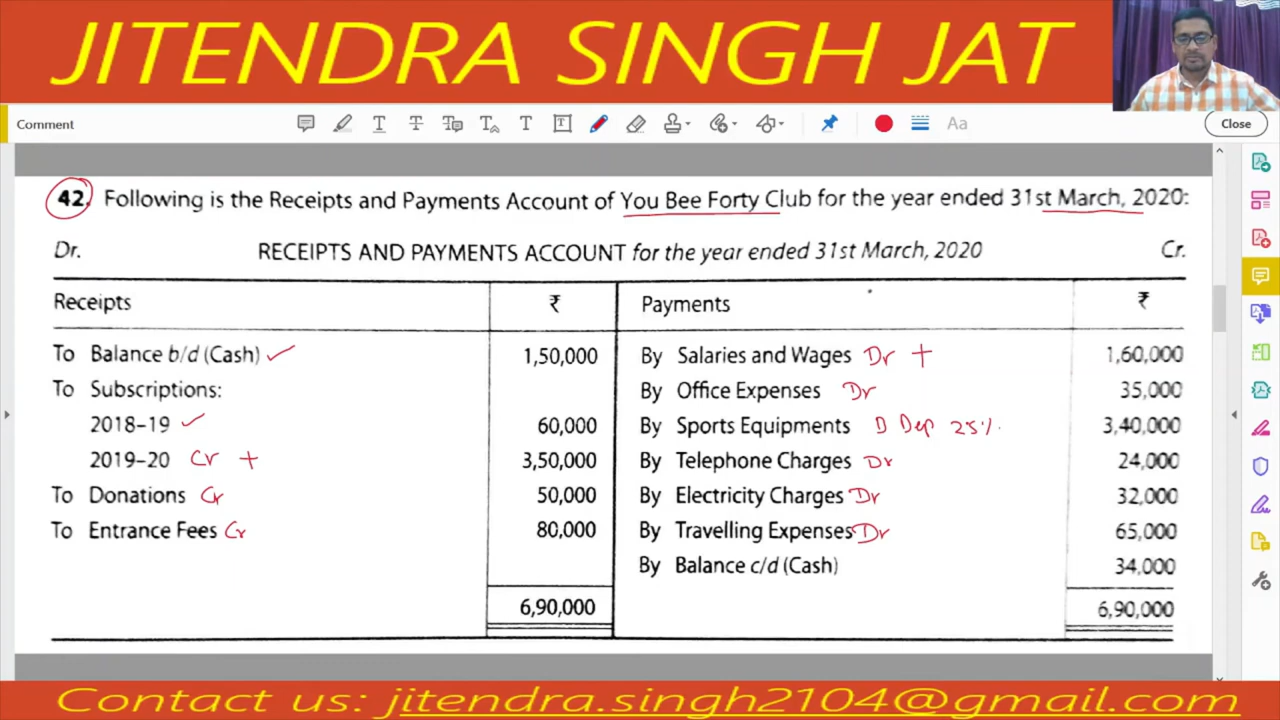 JITENDRA SINGH JAT
Comment
Close
42. Following is the Receipts and Payments Account of You Bee Forty Club for the year ended 31st March, 2020:
Dr. RECEIPTS AND PAYMENTS ACCOUNT for the year ended 31st March, 2020 Cr.
Receipts ₹ Payments ₹
To Balance b/d (Cash) ✓ 1,50,000 By Salaries and Wages Dr + 1,60,000
To Subscriptions: By Office Expenses Dr 35,000
2018–19 ✓ 60,000 By Sports Equipments D Dep 25% 3,40,000
2019–20 Cr + 3,50,000 By Telephone Charges Dr 24,000
To Donations Cr 50,000 By Electricity Charges Dr 32,000
To Entrance Fees Cr 80,000 By Travelling Expenses Dr 65,000
By Balance c/d (Cash) 34,000
6,90,000 6,90,000
Contact us: jitendra.singh2104@gmail.com